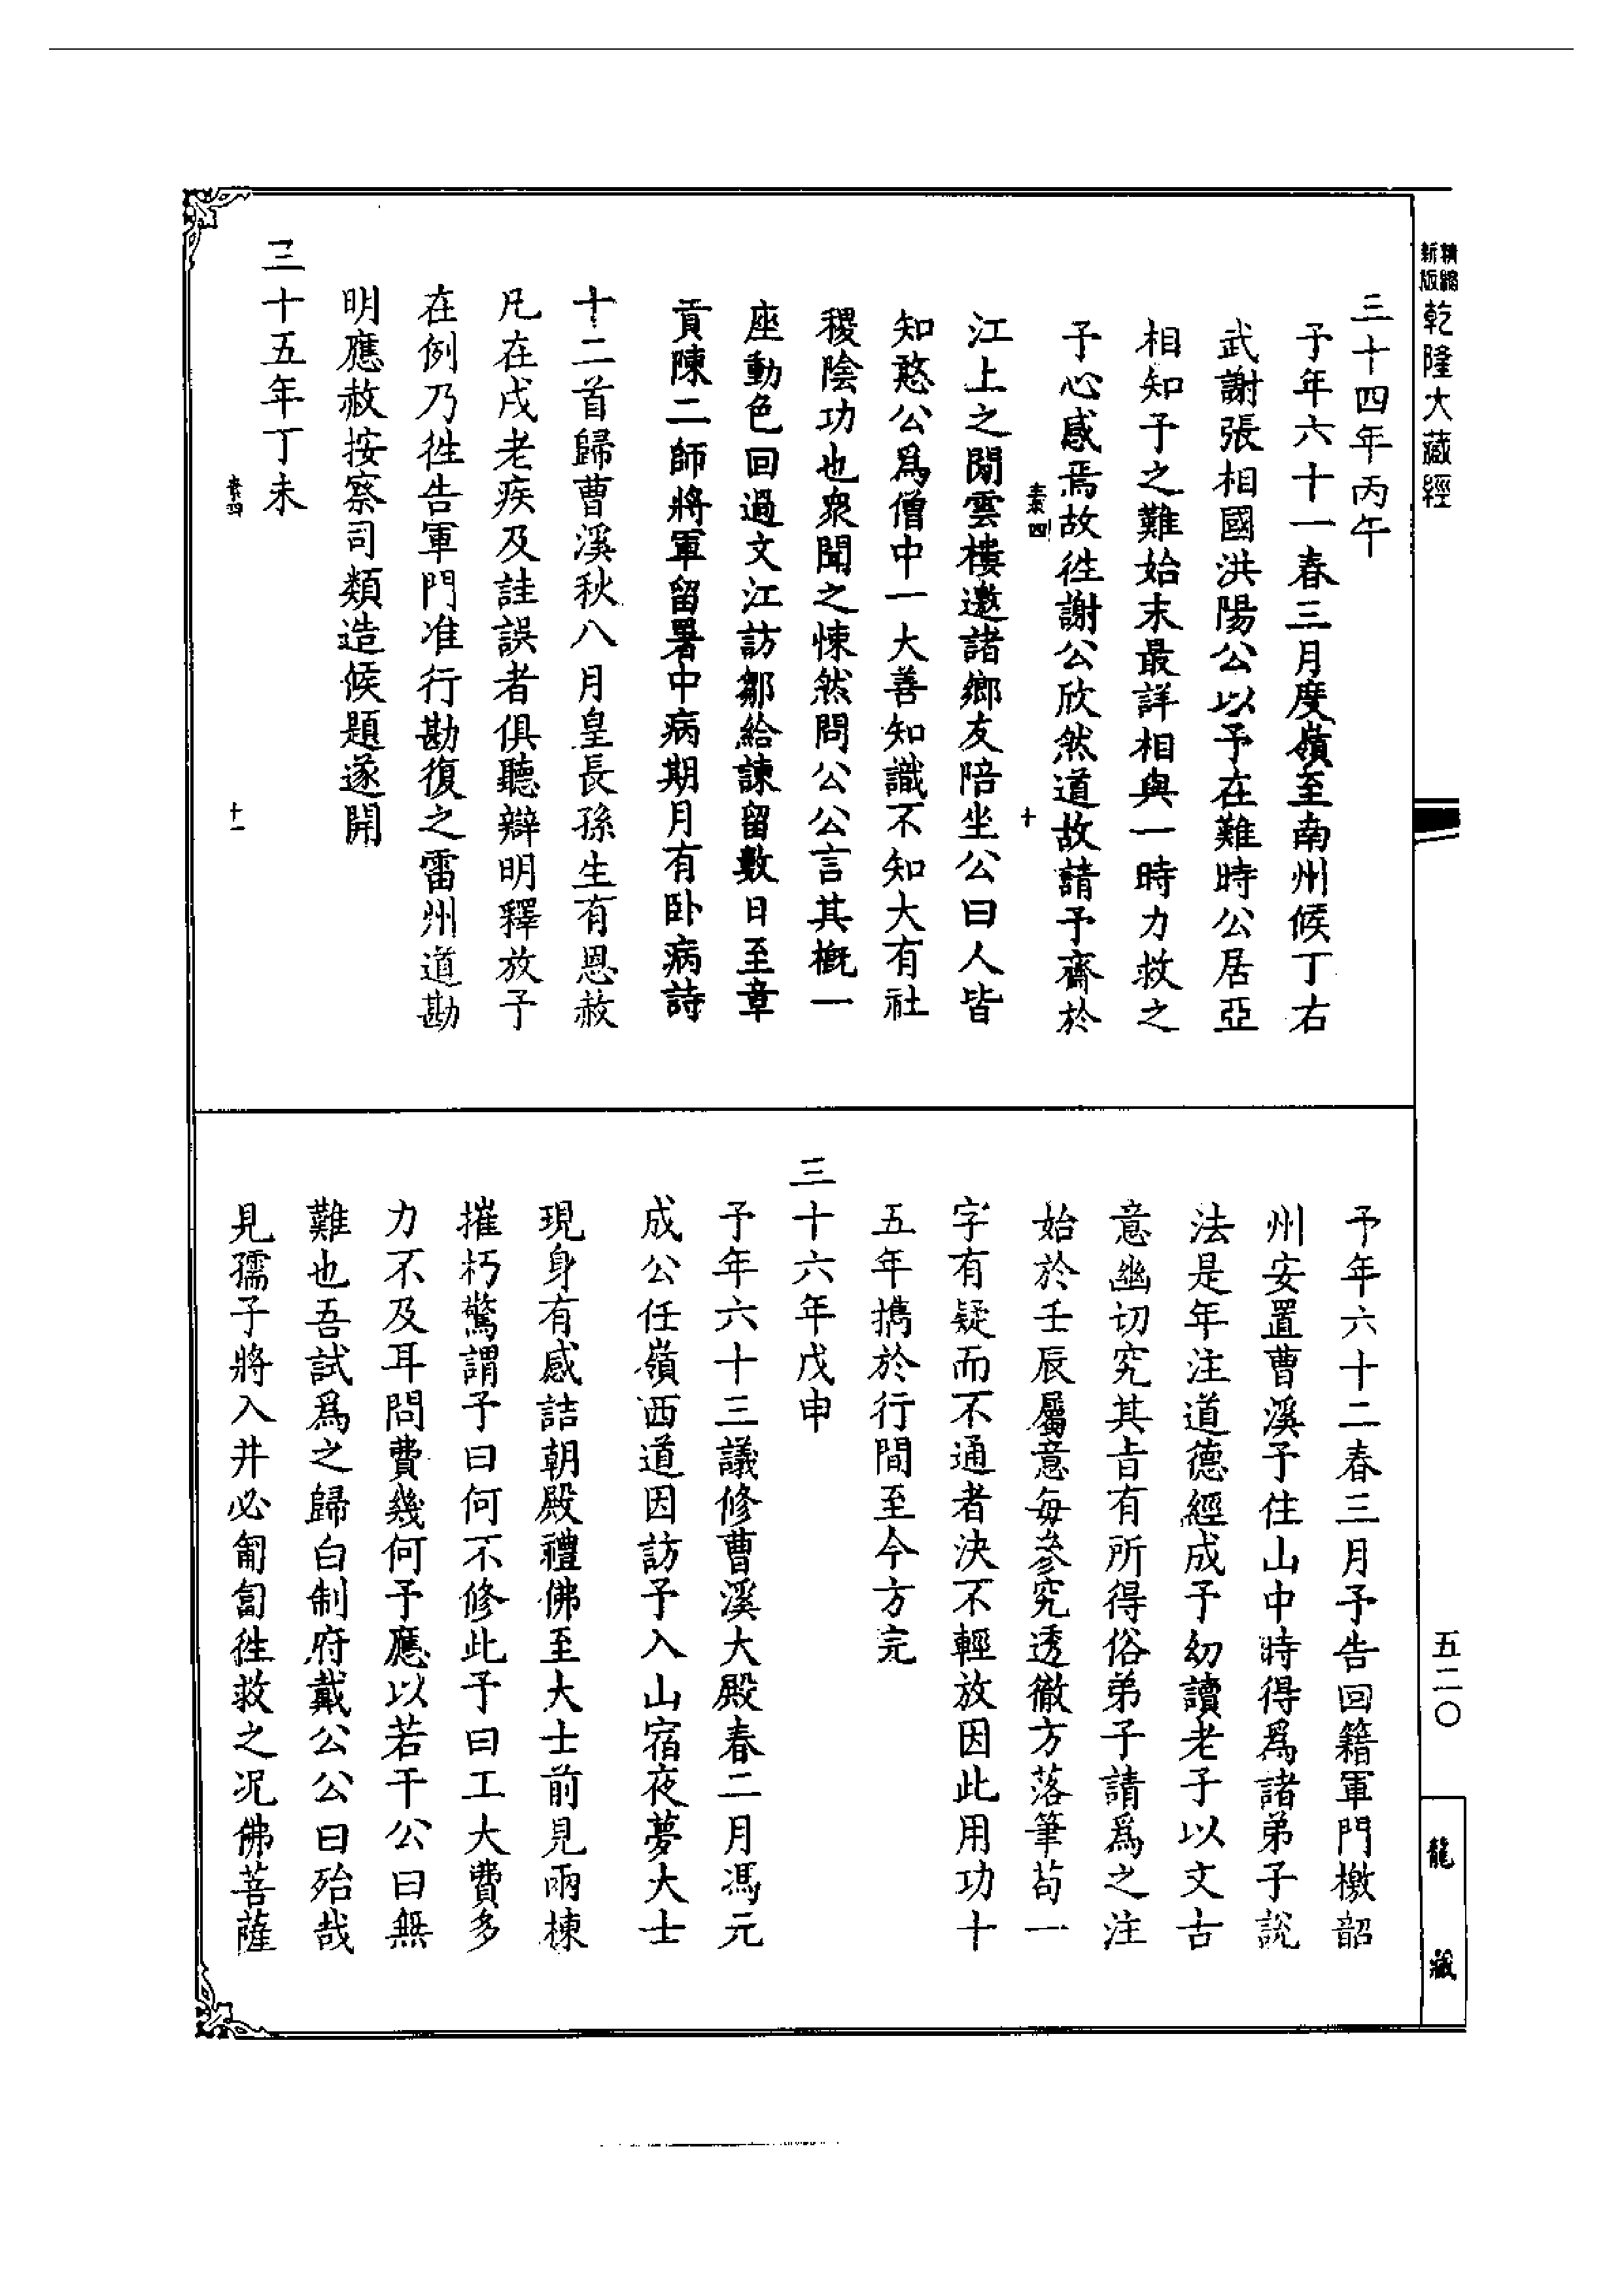 精縮新版乾隆大藏經
三十四年丙午
予年六十一春三月度嶺至南州候丁右
武謝張相國洪陽公以予在難時公居亞
相知予之難始末最詳相與一時力救之
予心感焉故徃謝公欣然道故請予齋於
素四 十
江上之閒雲樓邀諸鄉友陪坐公曰人皆
知憨公爲僧中一大善知識不知大有社
稷陰功也衆聞之悚然問公公言其概一
座動色回過文江訪鄒給諫留數日至章
貢陳二師將軍留署中病期月有卧病詩
十二首歸曹溪秋八月皇長孫生有恩赦
凡在戍老疾及詿誤者俱聽辯明釋放予
在例乃徃告軍門准行勘復之雷州道勘
明應赦按察司類造候題遂開
三十五年丁未
素四 十一
予年六十二春三月予告回籍軍門檄韶
州安置曹溪予住山中時得爲諸弟子說
法是年注道德經成予幼讀老子以文古
意幽切究其旨有所得俗弟子請爲之注
始於壬辰屬意每參究透徹方落筆苟一
字有疑而不通者決不輕放因此用功十
五年攜於行間至今方完
三十六年戊申
予年六十三議修曹溪大殿春二月馮元
成公任嶺西道因訪予入山宿夜夢大士
現身有感詰朝殿禮佛至大士前見兩棟
摧朽驚謂予曰何不修此予曰工大費多
力不及耳問費幾何予應以若干公曰無
難也吾試爲之歸白制府戴公公曰殆哉
見孺子將入井必匍匐徃救之况佛菩薩
五二〇
龍藏